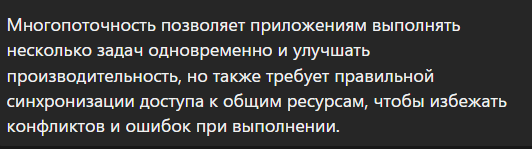 Многопоточность позволяет приложениям выполнять
несколько задач одновременно и улучшать
производительность, но также требует правильной
синхронизации доступа к общим ресурсам, чтобы избежать
конфликтов и ошибок при выполнении.